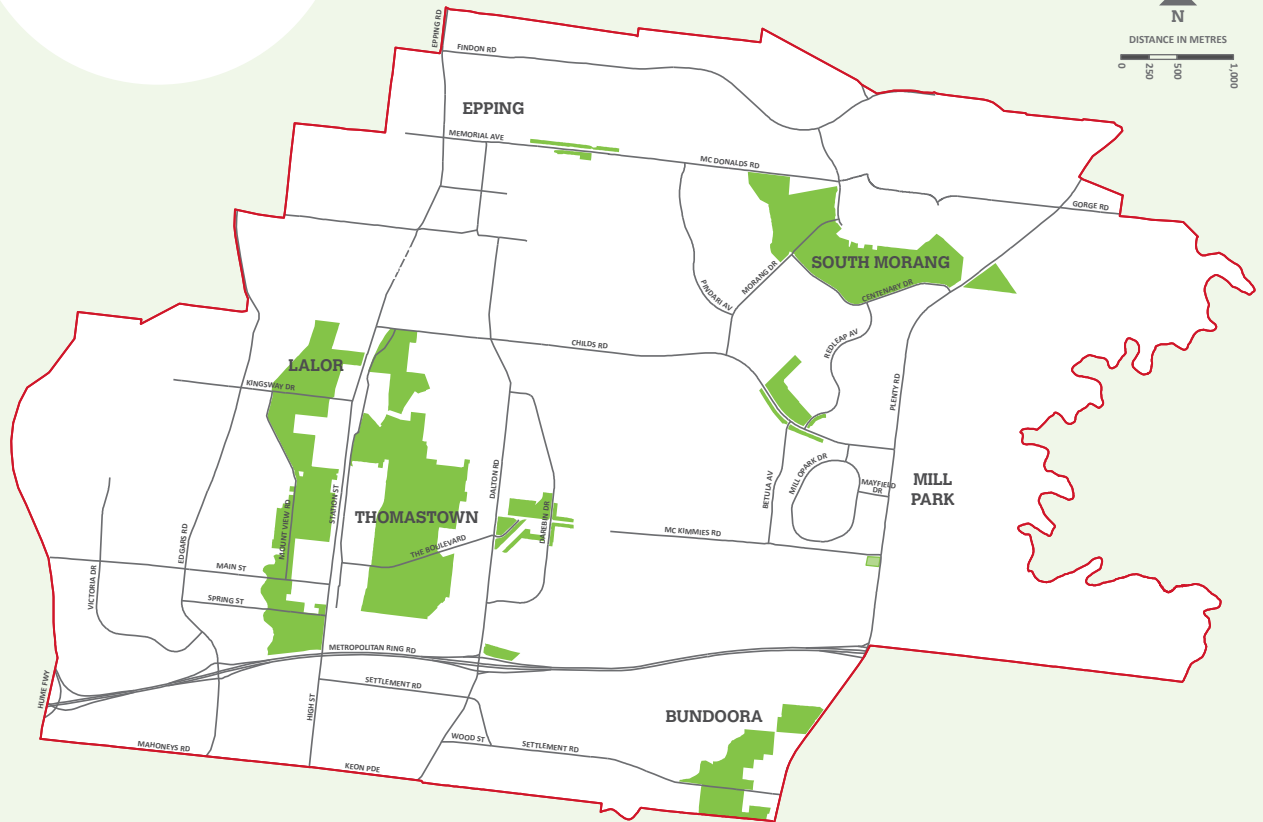 N
DISTANCE IN METRES
0
250
500
1,000
EPPING RD
FINDON RD
EPPING
MEMORIAL AVE
MC DONALDS RD
GORGE RD
SOUTH MORANG
MORANG DR
PINDARI AV
CENTENARY DR
REDLEAP AV
CHILDS RD
LALOR
KINGSWAY DR
PLENTY RD
MILL
PARK
MILL OPARK DR
MAYFIELD
DR
BETULA AV
DALTON RD
STATION ST
THOMASTOWN
MOUNT VIEW RD
EDGARS RD
DAREBIN DR
MC KIMMIES RD
THE BOULEVARD
MAIN ST
VICTORIA DR
SPRING ST
METROPOLITAN RING RD
HUME FWY
SETTLEMENT RD
HIGH ST
BUNDOORA
WOOD ST
SETTLEMENT RD
MAHONEYS RD
KEON PDE